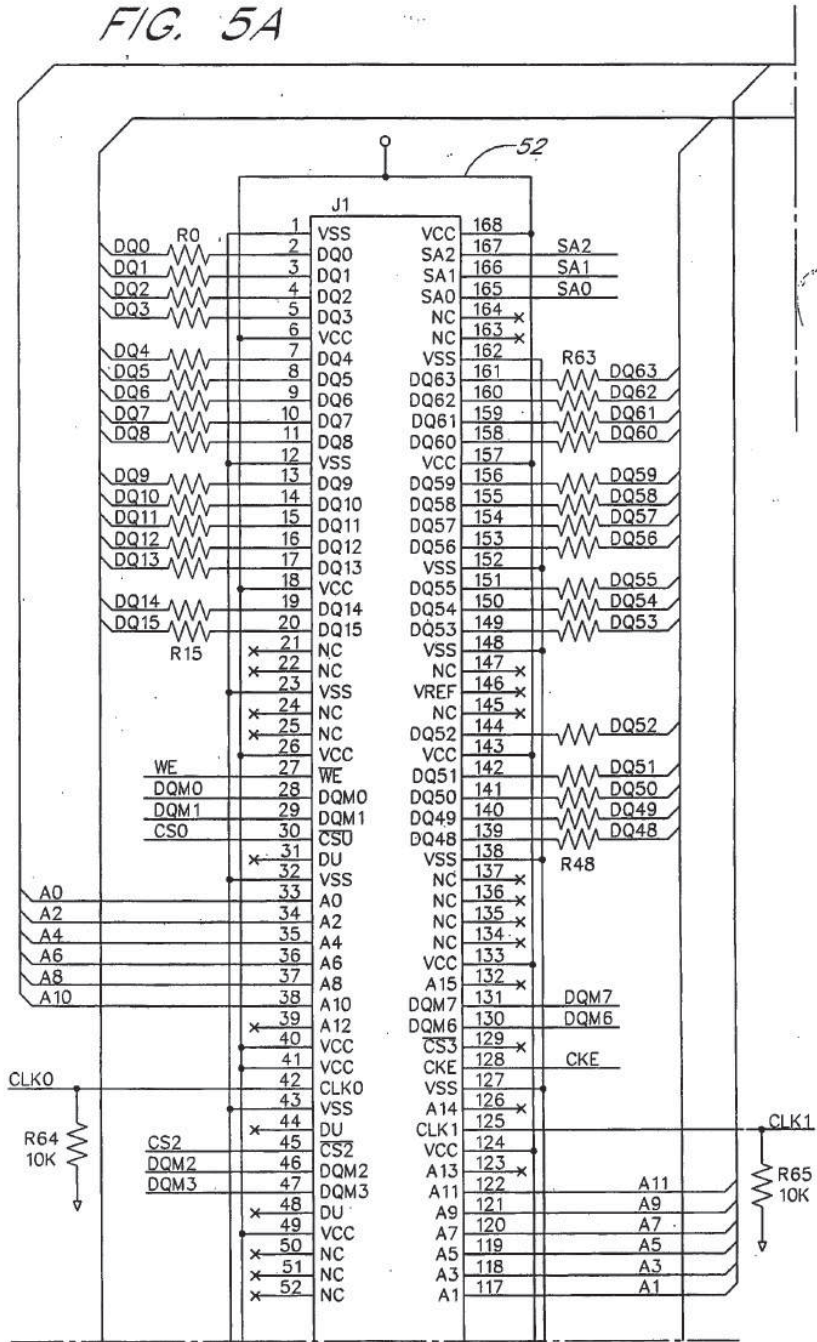 FIG. 5A
52
J1
1 VSS VCC 168
DQ0 R0 2 DQ0 SA2 167 SA2
DQ1 3 DQ1 SA1 166 SA1
DQ2 4 DQ2 SA0 165 SA0
DQ3 5 DQ3 NC 164
6 VCC NC 163
DQ4 7 DQ4 VSS 162 R63
DQ5 8 DQ5 DQ63 161 DQ63
DQ6 9 DQ6 DQ62 160 DQ62
DQ7 10 DQ7 DQ61 159 DQ61
DQ8 11 DQ8 DQ60 158 DQ60
12 VSS VCC 157
DQ9 13 DQ9 DQ59 156 DQ59
DQ10 14 DQ10 DQ58 155 DQ58
DQ11 15 DQ11 DQ57 154 DQ57
DQ12 16 DQ12 DQ56 153 DQ56
DQ13 17 DQ13 VSS 152
18 VCC DQ55 151 DQ55
DQ14 19 DQ14 DQ54 150 DQ54
DQ15 20 DQ15 DQ53 149 DQ53
R15 21 NC VSS 148
22 NC NC 147
23 VSS VREF 146
24 NC NC 145
25 NC DQ52 144 DQ52
26 VCC VCC 143
WE 27 WE DQ51 142 DQ51
DQM0 28 DQM0 DQ50 141 DQ50
DQM1 29 DQM1 DQ49 140 DQ49
CS0 30 CS0 DQ48 139 DQ48
31 DU VSS 138 R48
32 VSS NC 137
A0 33 A0 NC 136
A2 34 A2 NC 135
A4 35 A4 NC 134
A6 36 A6 VCC 133
A8 37 A8 A15 132
A10 38 A10 DQM7 131 DQM7
39 A12 DQM6 130 DQM6
40 VCC CS3 129
41 VCC CKE 128 CKE
CLK0 42 CLK0 VSS 127
43 VSS A14 126
44 DU CLK1 125 CLK1
R64 10K CS2 45 CS2 VCC 124
DQM2 46 DQM2 A13 123
DQM3 47 DQM3 A11 122 A11 R65 10K
48 DU A9 121 A9
49 VCC A7 120 A7
50 NC A5 119 A5
51 NC A3 118 A3
52 NC A1 117 A1